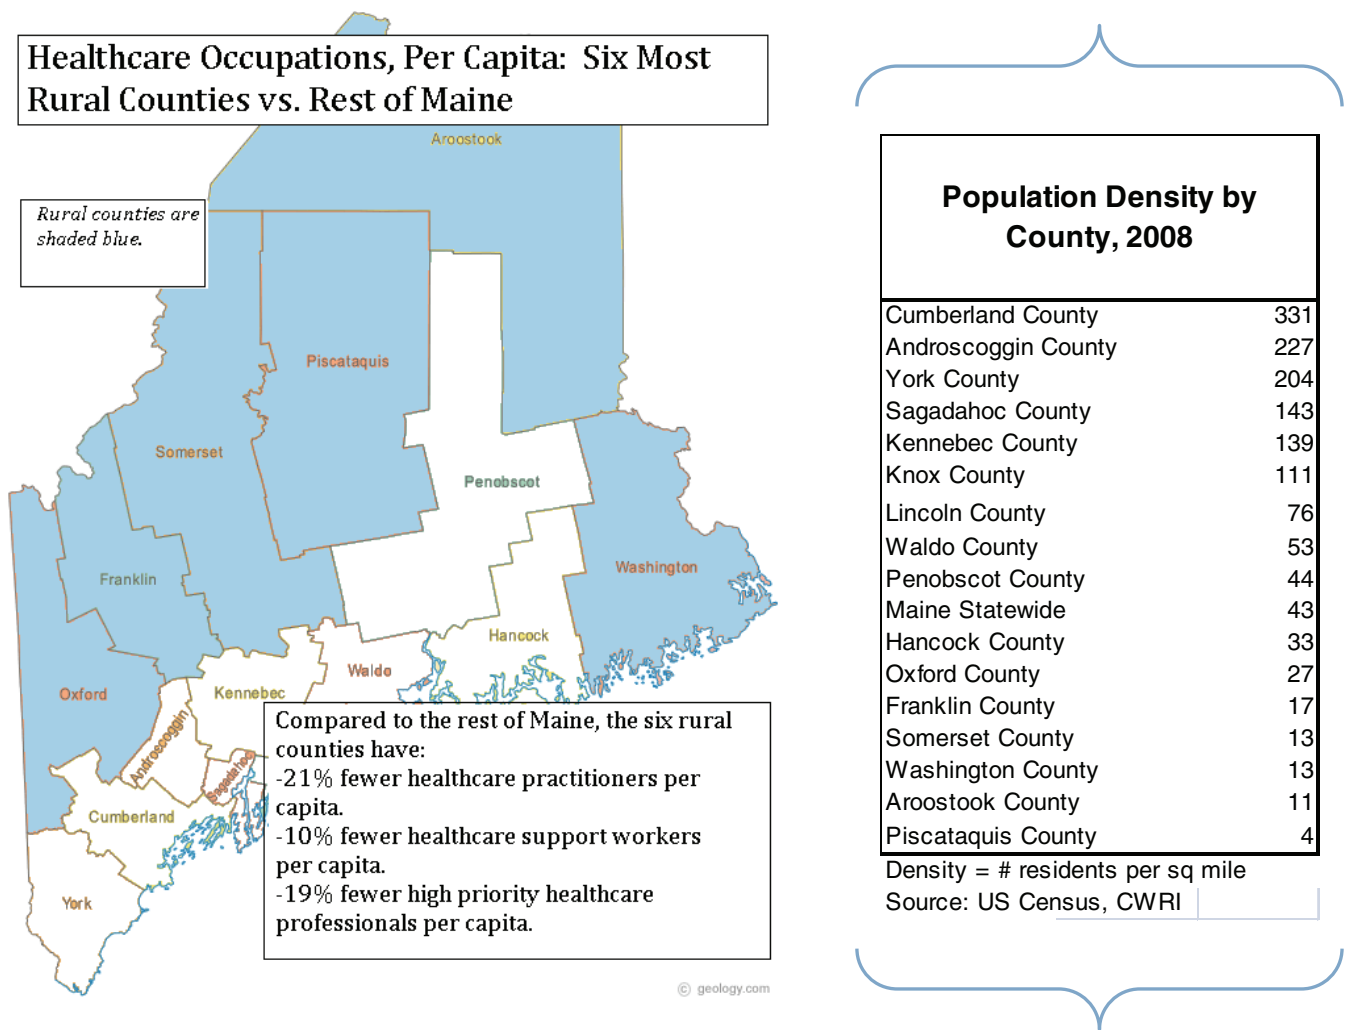 Healthcare Occupations, Per Capita:  Six Most
Rural Counties vs. Rest of Maine
Aroostook
Rural counties are
shaded blue.
Piscataquis
Somerset
Penobscot
Franklin
Washington
Hancock
Oxford
Kennebec
Waldo
Androscoggin
Sagadahoc
Cumberland
York
Compared to the rest of Maine, the six rural
counties have:
-21% fewer healthcare practitioners per
capita.
-10% fewer healthcare support workers
per capita.
-19% fewer high priority healthcare
professionals per capita.
© geology.com
Population Density by
County, 2008
Cumberland County 331
Androscoggin County 227
York County 204
Sagadahoc County 143
Kennebec County 139
Knox County 111
Lincoln County 76
Waldo County 53
Penobscot County 44
Maine Statewide 43
Hancock County 33
Oxford County 27
Franklin County 17
Somerset County 13
Washington County 13
Aroostook County 11
Piscataquis County 4
Density = # residents per sq mile
Source: US Census, CWRI